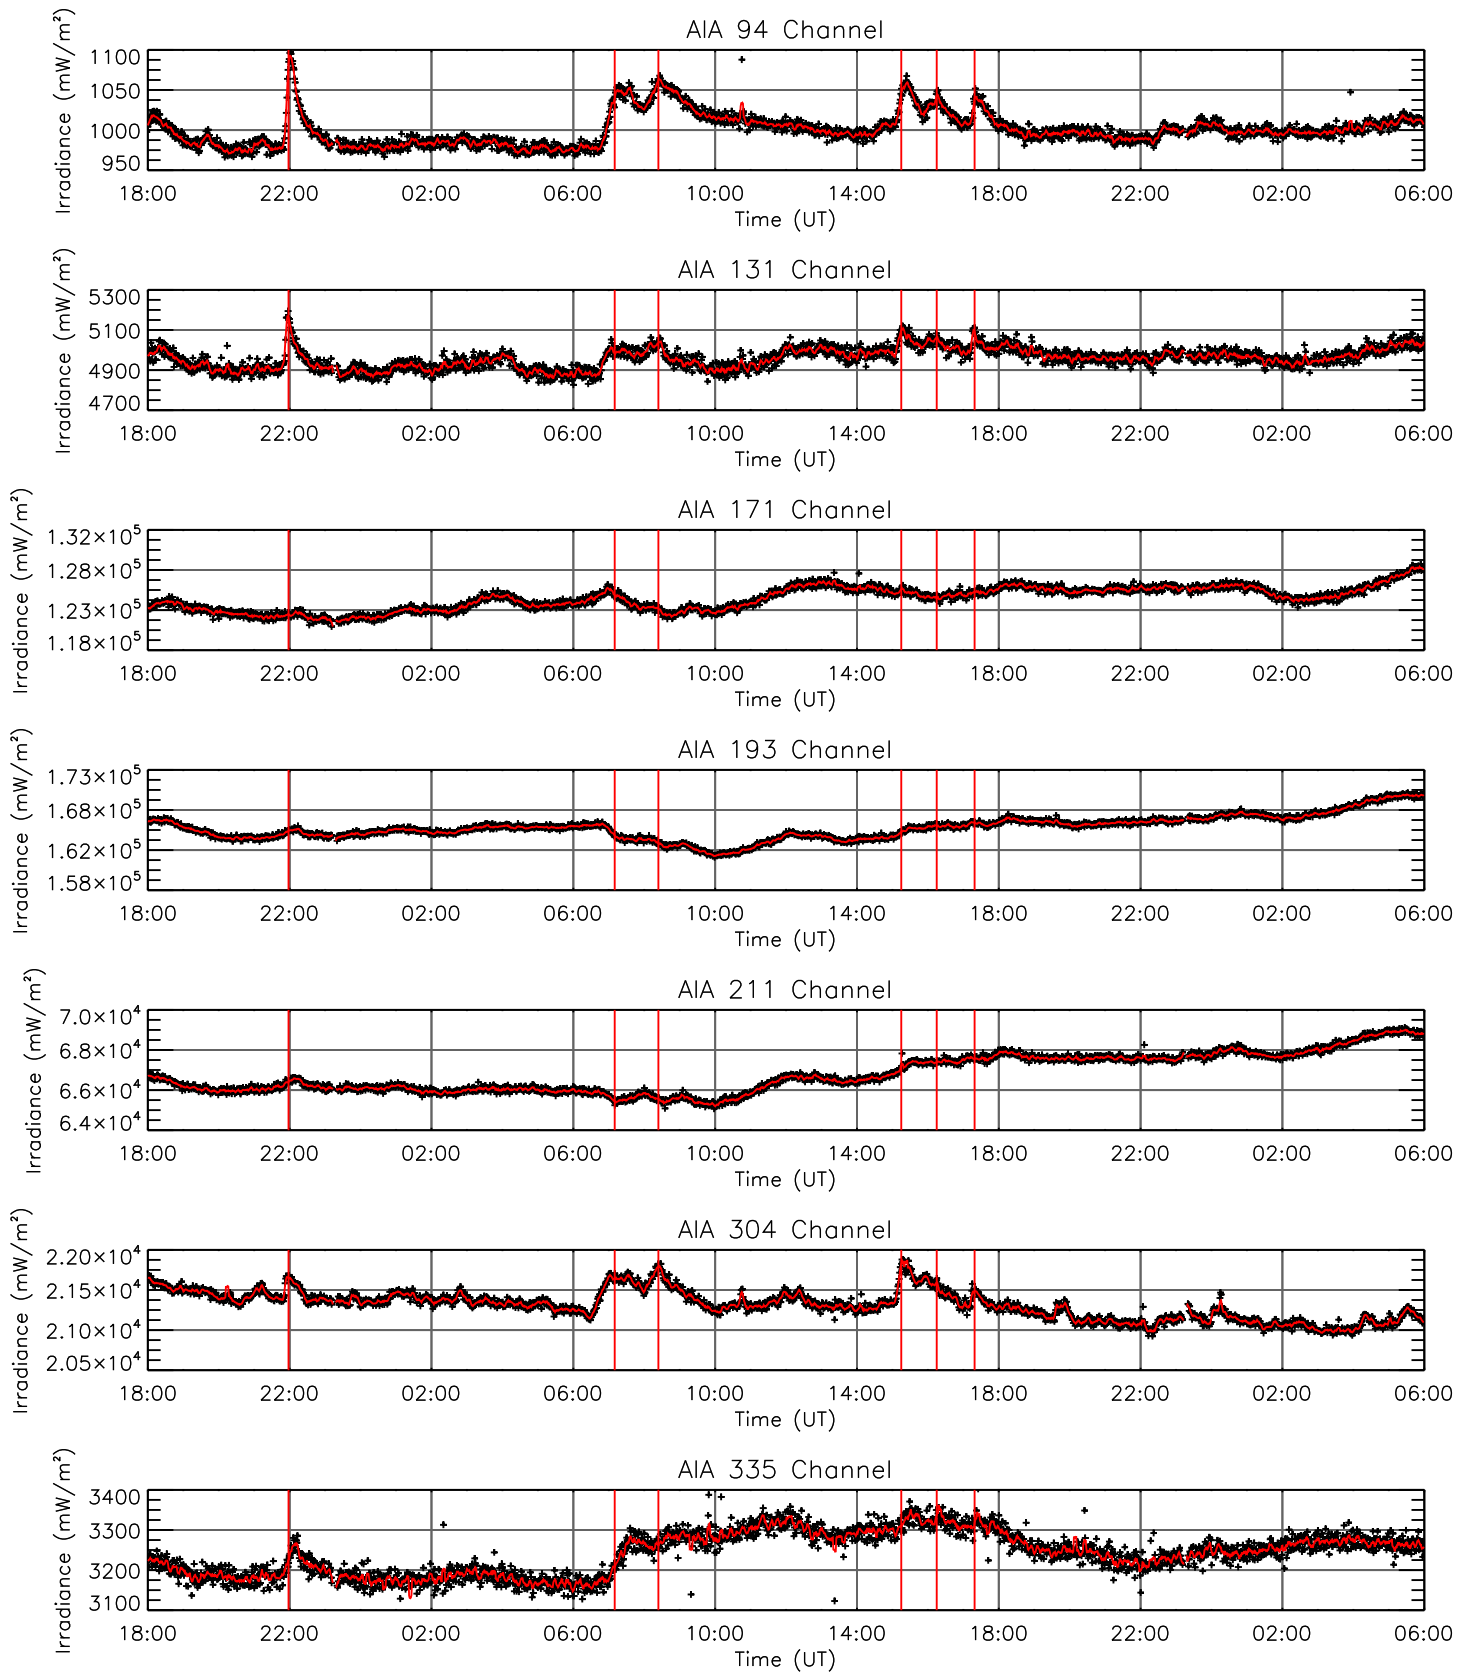 AIA 94 Channel
Irradiance (mW/m²)
1100
1050
1000
950
18:00 22:00 02:00 06:00 10:00 14:00 18:00 22:00 02:00 06:00
Time (UT)
AIA 131 Channel
Irradiance (mW/m²)
5300
5100
4900
4700
18:00 22:00 02:00 06:00 10:00 14:00 18:00 22:00 02:00 06:00
Time (UT)
AIA 171 Channel
Irradiance (mW/m²)
1.32×10⁵
1.28×10⁵
1.23×10⁵
1.18×10⁵
18:00 22:00 02:00 06:00 10:00 14:00 18:00 22:00 02:00 06:00
Time (UT)
AIA 193 Channel
Irradiance (mW/m²)
1.73×10⁵
1.68×10⁵
1.62×10⁵
1.58×10⁵
18:00 22:00 02:00 06:00 10:00 14:00 18:00 22:00 02:00 06:00
Time (UT)
AIA 211 Channel
Irradiance (mW/m²)
7.0×10⁴
6.8×10⁴
6.6×10⁴
6.4×10⁴
18:00 22:00 02:00 06:00 10:00 14:00 18:00 22:00 02:00 06:00
Time (UT)
AIA 304 Channel
Irradiance (mW/m²)
2.20×10⁴
2.15×10⁴
2.10×10⁴
2.05×10⁴
18:00 22:00 02:00 06:00 10:00 14:00 18:00 22:00 02:00 06:00
Time (UT)
AIA 335 Channel
Irradiance (mW/m²)
3400
3300
3200
3100
18:00 22:00 02:00 06:00 10:00 14:00 18:00 22:00 02:00 06:00
Time (UT)